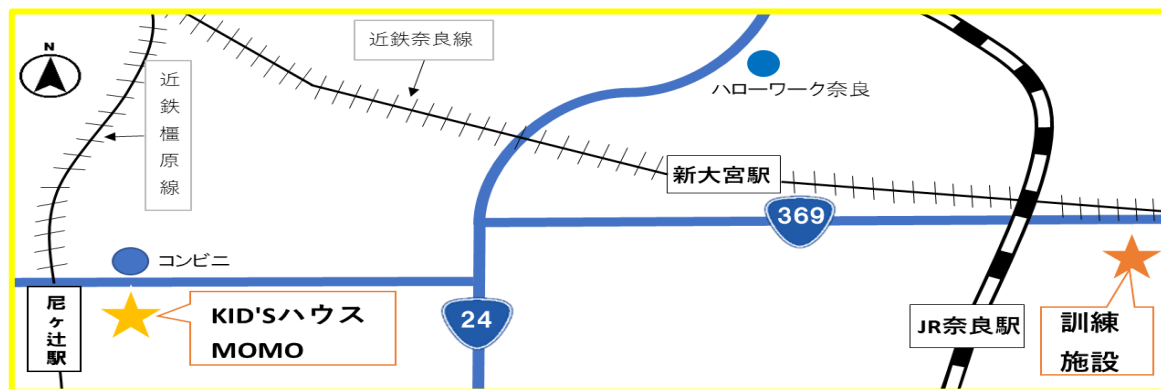 N
近鉄橿原線
近鉄奈良線
ハローワーク奈良
新大宮駅
369
コンビニ
尼ヶ辻駅
KID'Sハウス
MOMO
24
JR奈良駅
訓練
施設